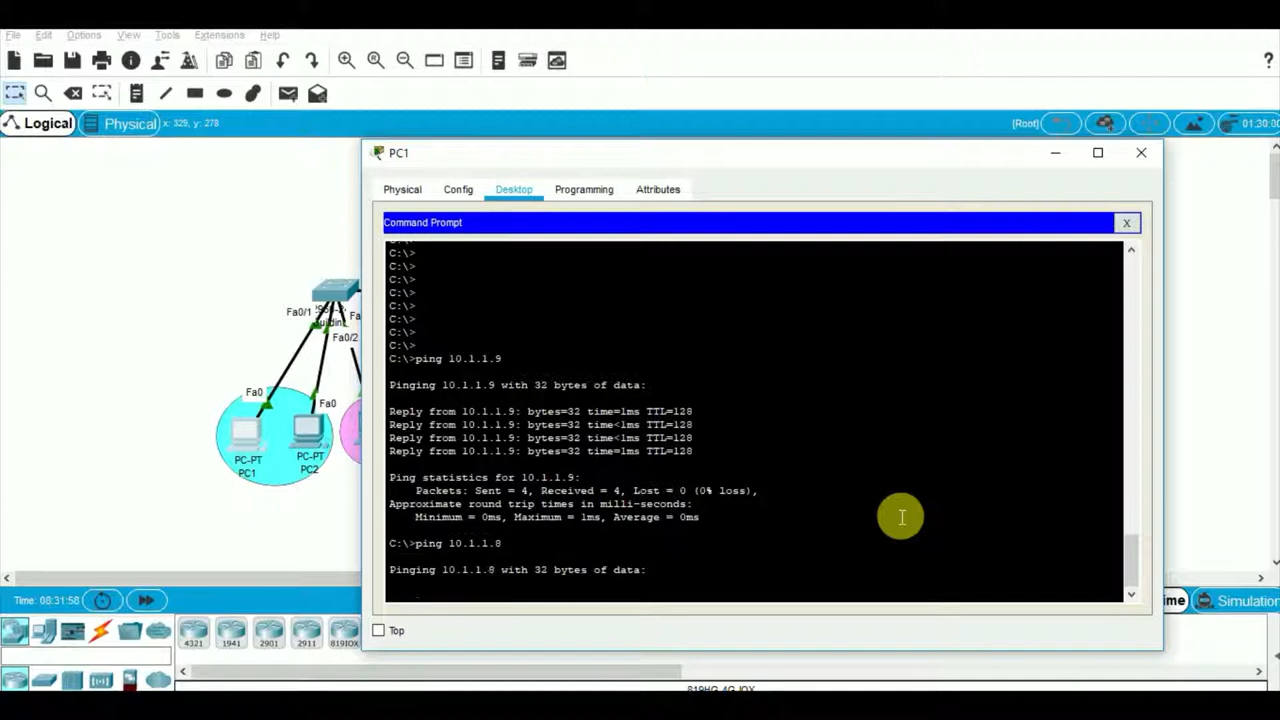 File Edit Options View Tools Extensions Help
?
Logical Physical x: 329, y: 278 [Root] 01:30:00
PC1
Physical Config Desktop Programming Attributes
Command Prompt X
C:\>
C:\>
C:\>
C:\>
C:\>
C:\>
C:\>
C:\>
C:\>ping 10.1.1.9
Pinging 10.1.1.9 with 32 bytes of data:
Reply from 10.1.1.9: bytes=32 time=1ms TTL=128
Reply from 10.1.1.9: bytes=32 time<1ms TTL=128
Reply from 10.1.1.9: bytes=32 time<1ms TTL=128
Reply from 10.1.1.9: bytes=32 time=1ms TTL=128
Ping statistics for 10.1.1.9:
Packets: Sent = 4, Received = 4, Lost = 0 (0% loss),
Approximate round trip times in milli-seconds:
Minimum = 0ms, Maximum = 1ms, Average = 0ms
C:\>ping 10.1.1.8
Pinging 10.1.1.8 with 32 bytes of data:
Top
Fa0/1
Fa0/2
Fa0
Fa0
PC-PT
PC1
PC-PT
PC2
Time: 08:31:58 Simulation
4321 1941 2901 2911 819IOX
819HG-4G-IOX